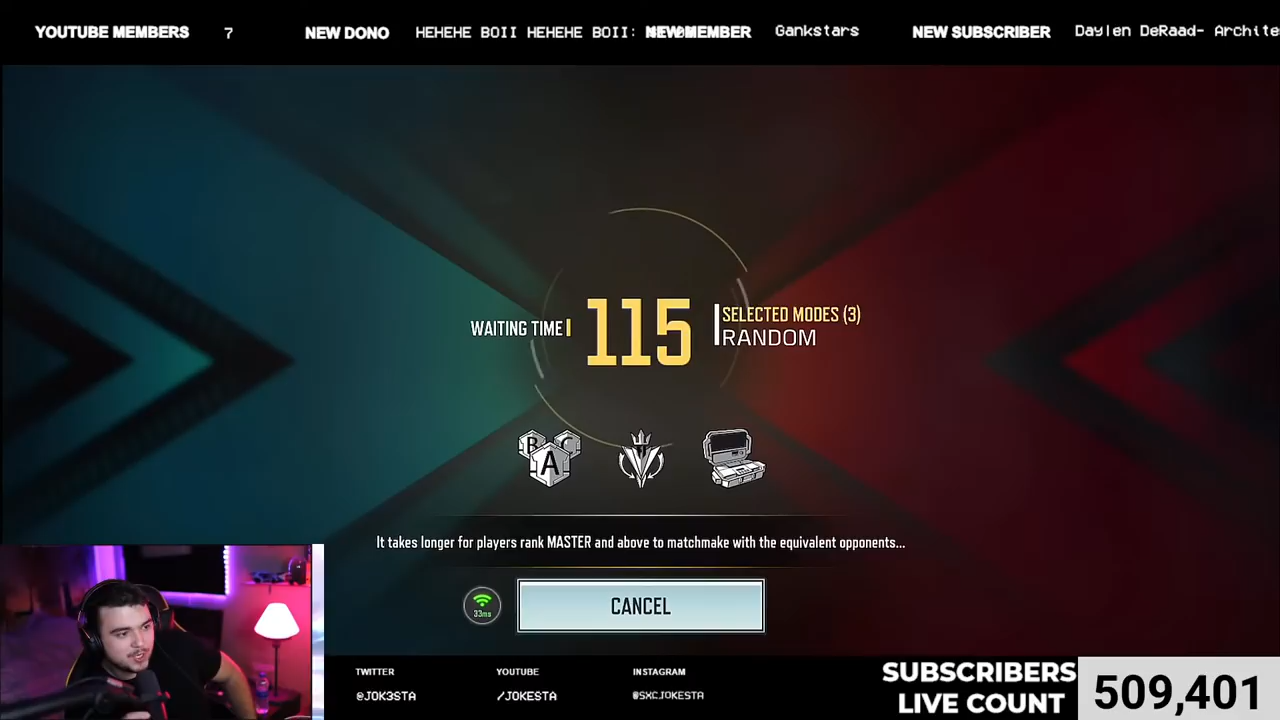 YOUTUBE MEMBERS 7 NEW DONO HEHEHE BOII HEHEHE BOII: NEW MEMBER Gankstars NEW SUBSCRIBER Daylen DeRaad- Archite
WAITING TIME 115 SELECTED MODES (3)
RANDOM
B C
A
It takes longer for players rank MASTER and above to matchmake with the equivalent opponents...
33ms
CANCEL
TWITTER YOUTUBE INSTAGRAM
@JOK3STA /JOKESTA @SXCJOKESTA
SUBSCRIBERS
LIVE COUNT
509,401